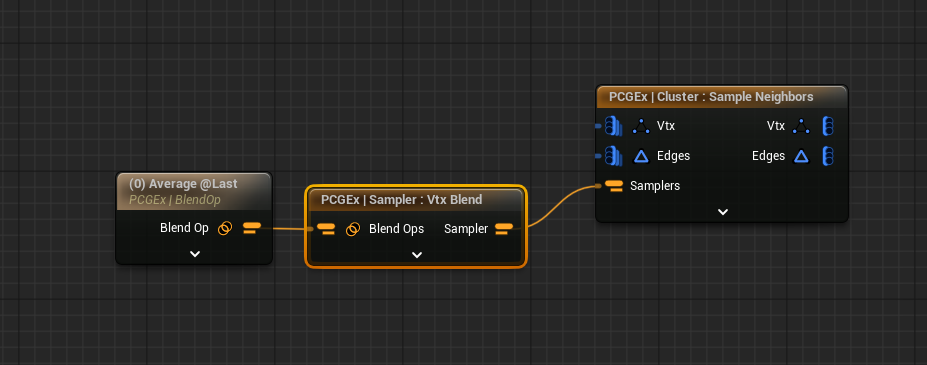 PCGEx | Cluster : Sample Neighbors
Vtx Vtx
Edges Edges
Samplers
(0) Average @Last
PCGEx | BlendOp
Blend Op
PCGEx | Sampler : Vtx Blend
Blend Ops Sampler